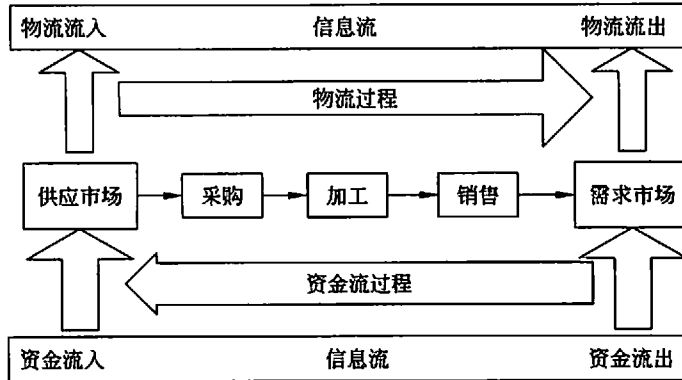 物流流入 信息流 物流流出
物流过程
供应市场 采购 加工 销售 需求市场
资金流过程
资金流入 信息流 资金流出